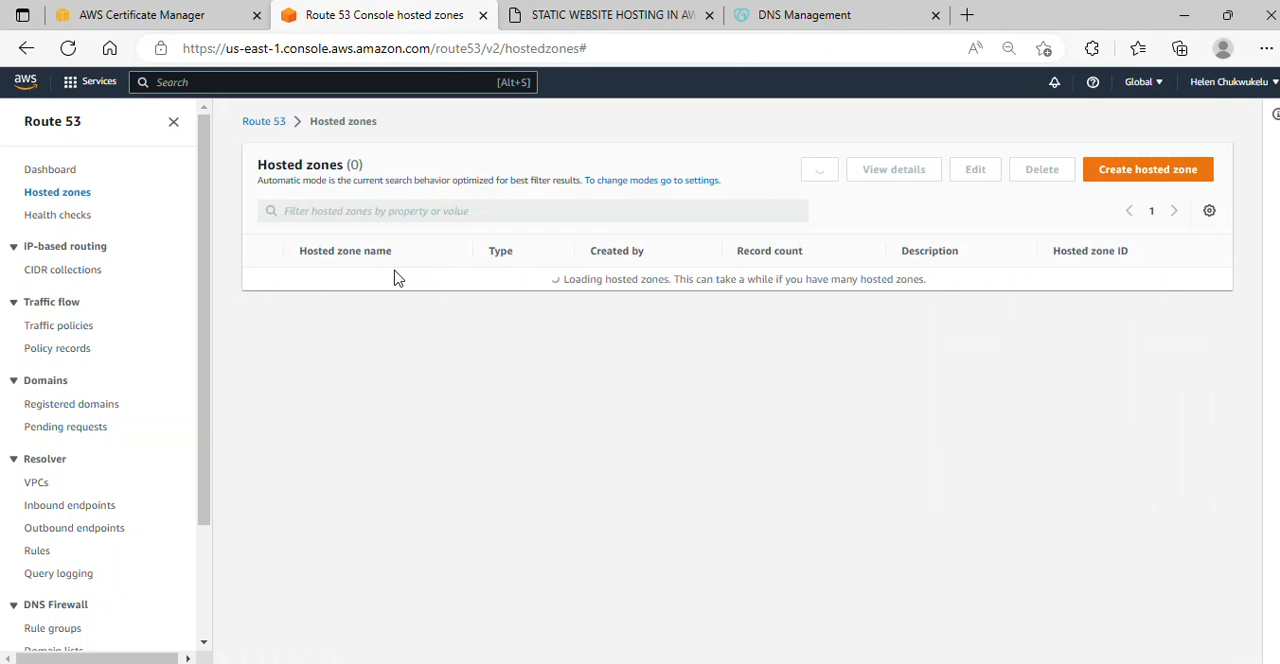 AWS Certificate Manager
Route 53 Console hosted zones
STATIC WEBSITE HOSTING IN AW
DNS Management
https://us-east-1.console.aws.amazon.com/route53/v2/hostedzones#
aws
Services
Search
[Alt+S]
Global
Helen Chukwukelu
Route 53
Dashboard
Hosted zones
Health checks
IP-based routing
CIDR collections
Traffic flow
Traffic policies
Policy records
Domains
Registered domains
Pending requests
Resolver
VPCs
Inbound endpoints
Outbound endpoints
Rules
Query logging
DNS Firewall
Rule groups
Domain lists
Route 53 > Hosted zones
Hosted zones (0)
Automatic mode is the current search behavior optimized for best filter results. To change modes go to settings.
View details
Edit
Delete
Create hosted zone
Filter hosted zones by property or value
1
Hosted zone name
Type
Created by
Record count
Description
Hosted zone ID
Loading hosted zones. This can take a while if you have many hosted zones.